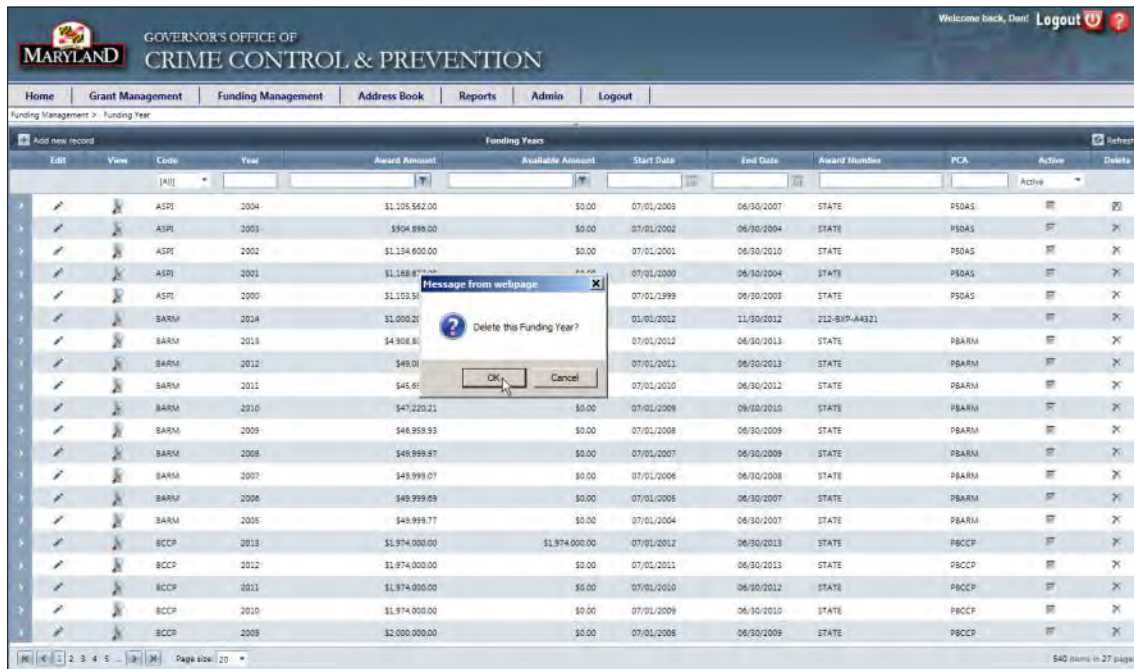 Welcome back, Dan! Logout
MARYLAND
GOVERNOR'S OFFICE OF
CRIME CONTROL & PREVENTION
Home | Grant Management | Funding Management | Address Book | Reports | Admin | Logout
Funding Management > Funding Year
Add new record Funding Years Refresh
Edit View Code Year Award Amount Available Amount Start Date End Date Award Number PCA Active Delete
[All] Active
ASPI 2004 $1,105,562.00 $0.00 07/01/2003 06/30/2007 STATE PSOAS
ASPI 2003 $904,898.00 $0.00 07/01/2002 06/30/2004 STATE PSOAS
ASPI 2002 $1,134,600.00 $0.00 07/01/2001 06/30/2010 STATE PSOAS
ASPI 2001 07/01/2000 06/30/2004 STATE PSOAS
ASPI 2000 07/01/1999 06/30/2003 STATE PSOAS
BARM 2014 01/01/2012 11/30/2012 212-BXP-A4321
BARM 2013 07/01/2012 06/30/2013 STATE PBARM
BARM 2012 07/01/2011 06/30/2013 STATE PBARM
BARM 2011 07/01/2010 06/30/2012 STATE PBARM
BARM 2010 $47,220.21 $0.00 07/01/2009 09/30/2010 STATE PBARM
BARM 2009 $46,959.93 $0.00 07/01/2008 06/30/2009 STATE PBARM
BARM 2008 $49,999.97 $0.00 07/01/2007 06/30/2009 STATE PBARM
BARM 2007 $49,999.07 $0.00 07/01/2006 06/30/2008 STATE PBARM
BARM 2006 $49,999.69 $0.00 07/01/2005 06/30/2007 STATE PBARM
BARM 2005 $49,999.77 $0.00 07/01/2004 06/30/2007 STATE PBARM
BCCP 2013 $1,974,000.00 $1,974,000.00 07/01/2012 06/30/2013 STATE PBCCP
BCCP 2012 $1,974,000.00 $0.00 07/01/2011 06/30/2013 STATE PBCCP
BCCP 2011 $1,974,000.00 $0.00 07/01/2010 06/30/2012 STATE PBCCP
BCCP 2010 $1,974,000.00 $0.00 07/01/2009 06/30/2010 STATE PBCCP
BCCP 2009 $2,000,000.00 $0.00 07/01/2008 06/30/2009 STATE PBCCP
Message from webpage
Delete this Funding Year?
OK Cancel
1 2 3 4 5 ... Page size: 20 540 items in 27 pages